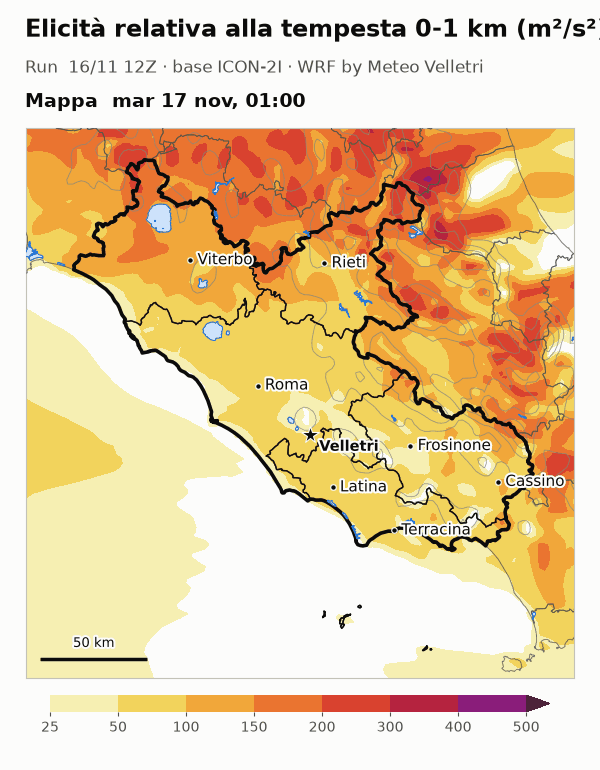 Elicità relativa alla tempesta 0-1 km (m²/s²)
Run  16/11 12Z · base ICON-2I · WRF by Meteo Velletri
Mappa  mar 17 nov, 01:00
Viterbo
Rieti
Roma
Velletri
Frosinone
Latina
Cassino
Terracina
50 km
25 50 100 150 200 300 400 500